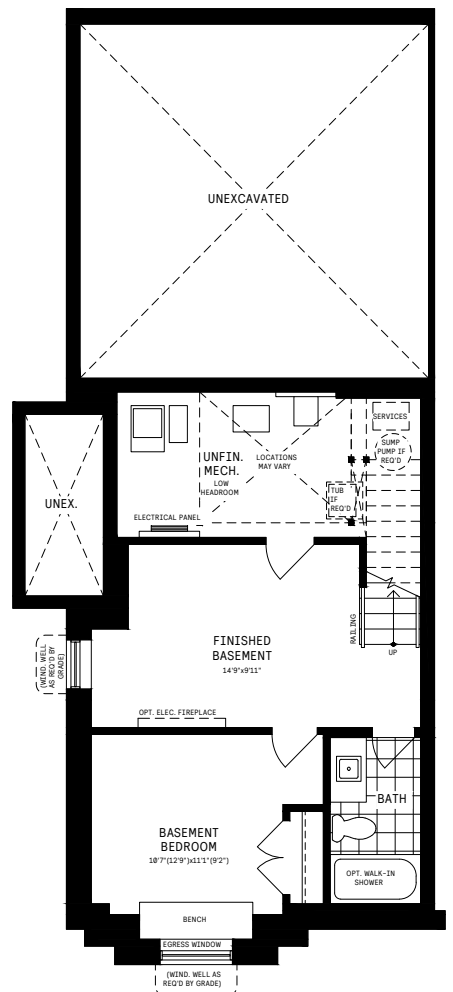 UNEXCAVATED
SERVICES
SUMP
PUMP IF
REQ'D
UNFIN.
MECH.
LOW
HEADROOM
LOCATIONS
MAY VARY
TUB
IF
REQ'D
UNEX.
ELECTRICAL PANEL
RAILING
UP
FINISHED
BASEMENT
14'9"x9'11"
(WIND. WELL
AS REQ'D BY
GRADE)
OPT. ELEC. FIREPLACE
BATH
BASEMENT
BEDROOM
10'7"(12'9")x11'1"(9'2")
OPT. WALK-IN
SHOWER
BENCH
EGRESS WINDOW
(WIND. WELL AS
REQ'D BY GRADE)